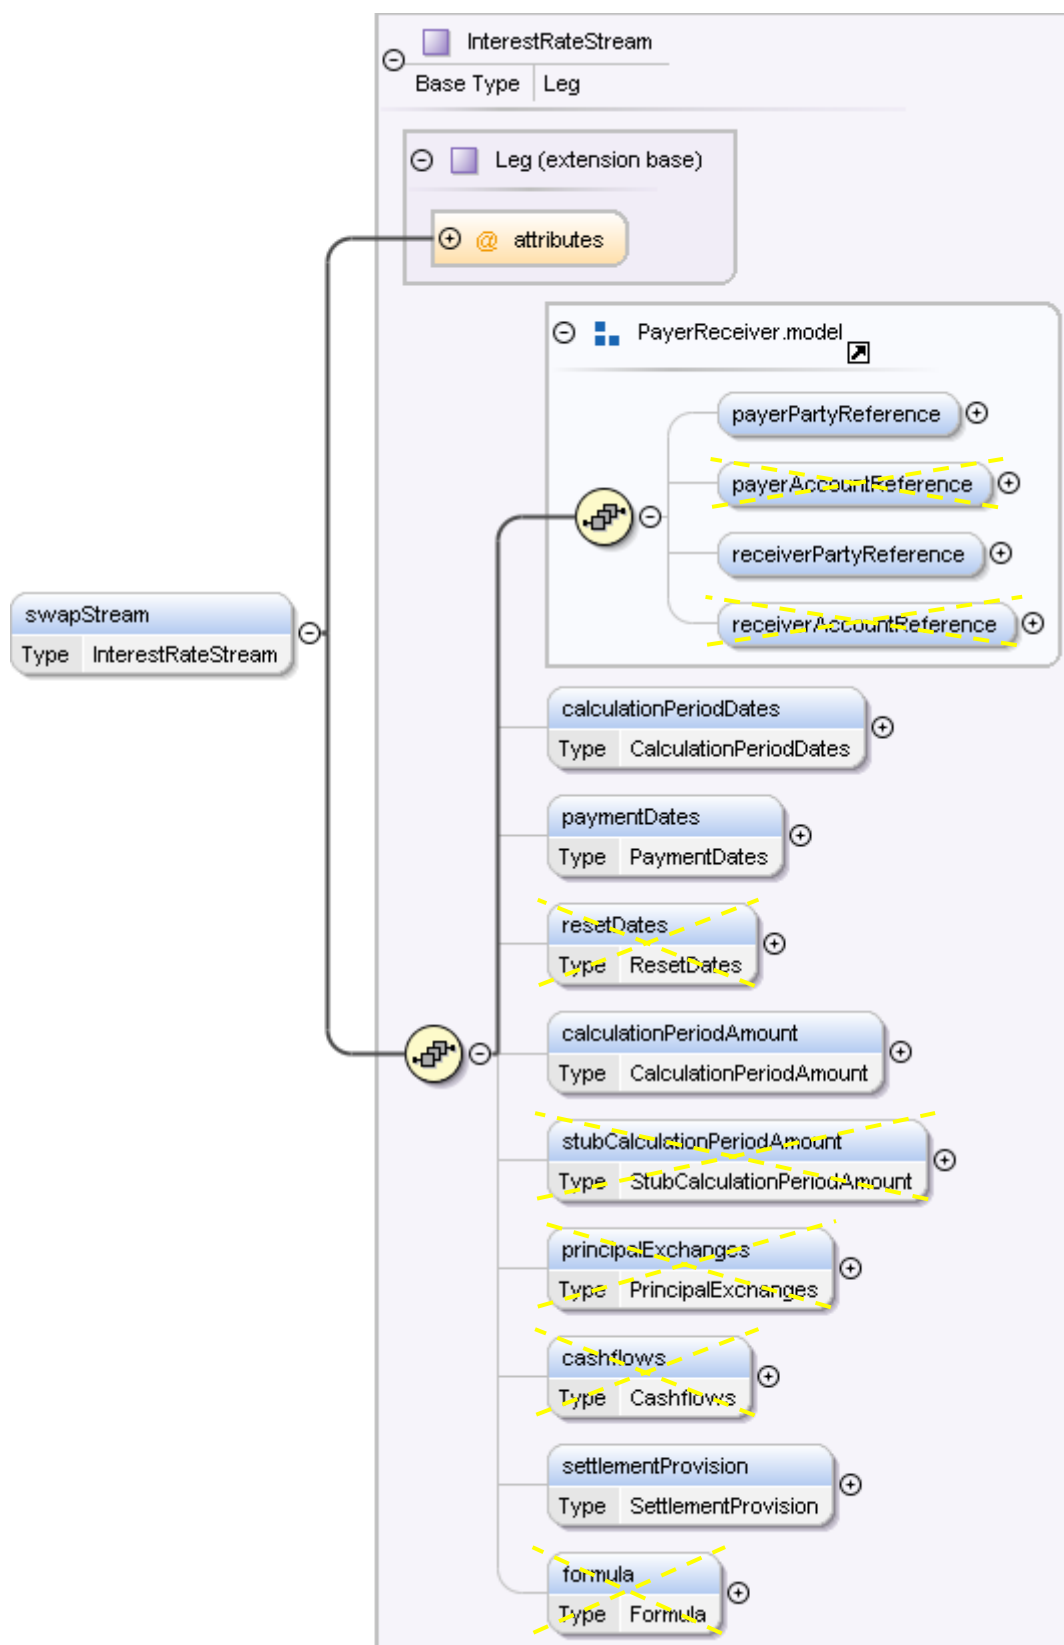 InterestRateStream
Base Type Leg
Leg (extension base)
@ attributes
PayerReceiver.model
payerPartyReference
payerAccountReference
receiverPartyReference
receiverAccountReference
swapStream
Type InterestRateStream
calculationPeriodDates
Type CalculationPeriodDates
paymentDates
Type PaymentDates
resetDates
Type ResetDates
calculationPeriodAmount
Type CalculationPeriodAmount
stubCalculationPeriodAmount
Type StubCalculationPeriodAmount
principalExchanges
Type PrincipalExchanges
cashflows
Type Cashflows
settlementProvision
Type SettlementProvision
formula
Type Formula